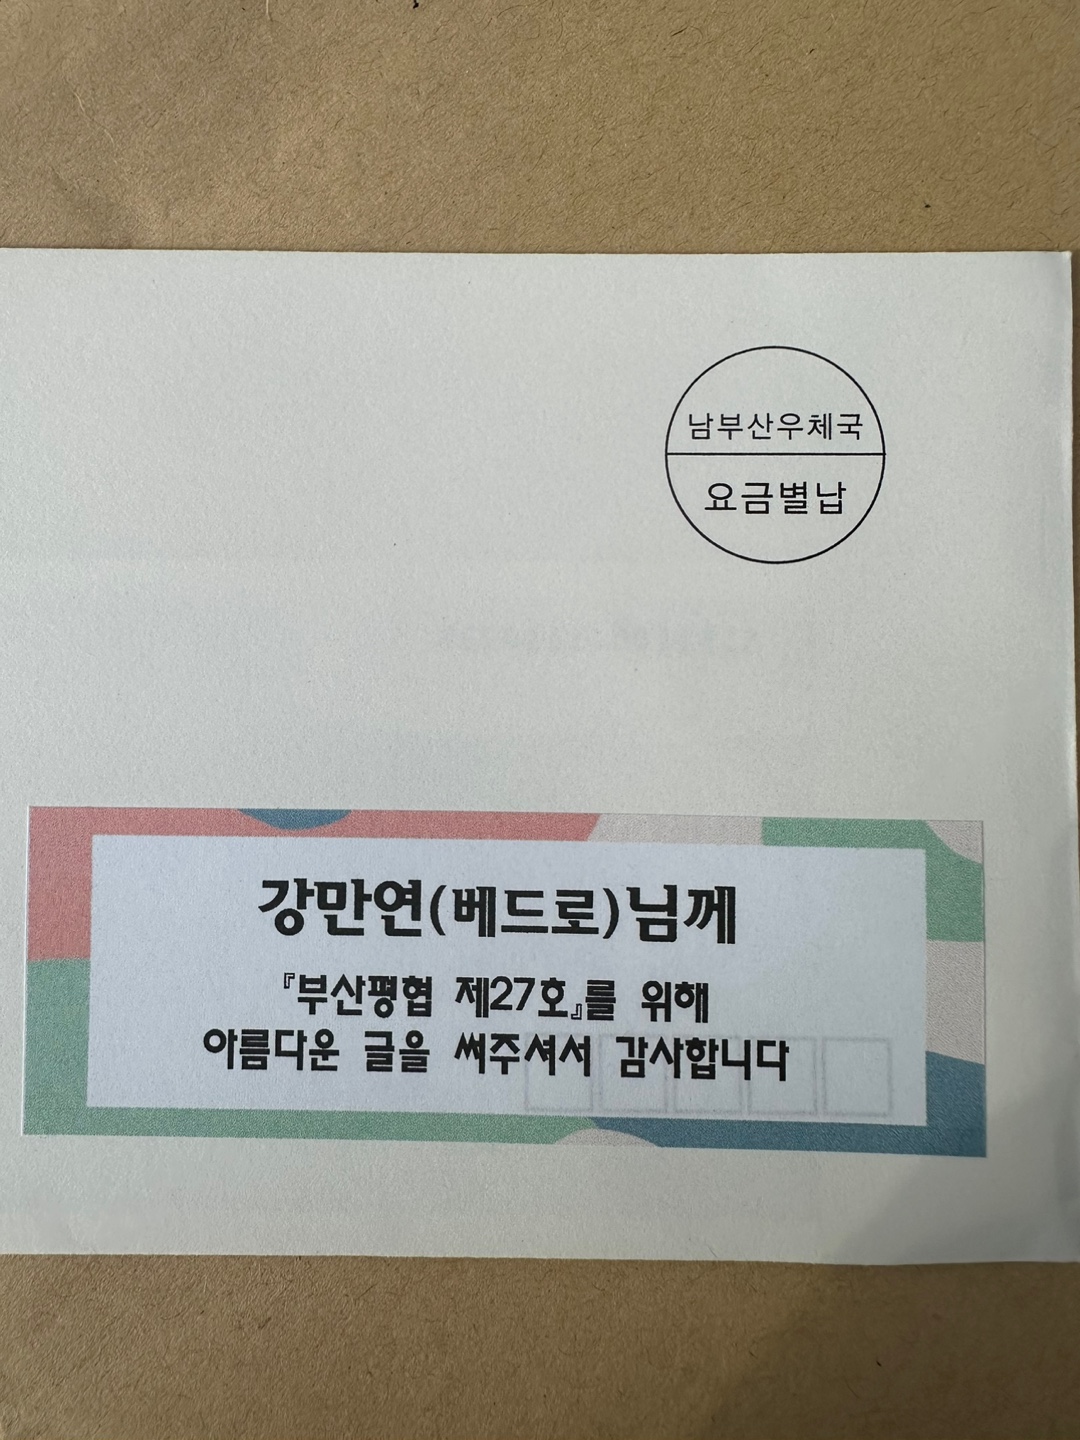 남부산우체국
요금별납
강만연(베드로)님께
『부산평협 제27호』를 위해
아름다운 글을 써주셔서 감사합니다